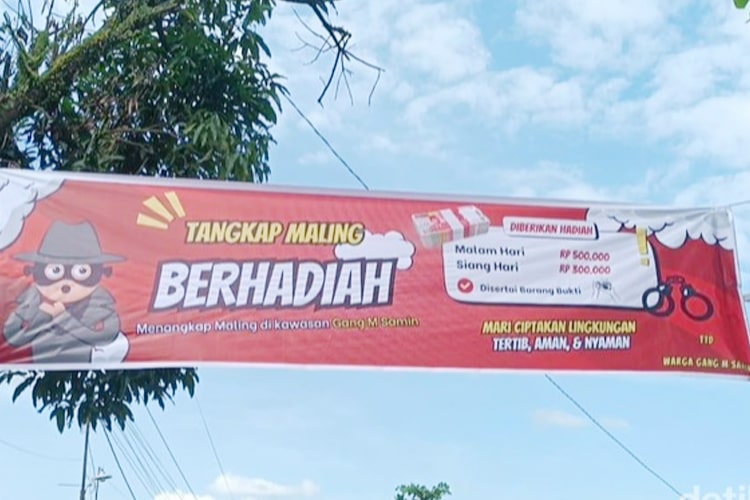 TANGKAP MALING
BERHADIAH
Menangkap Maling di kawasan Gang M Samin
DIBERIKAN HADIAH
Malam Hari RP 500,000
Siang Hari RP 300,000
Disertai Barang Bukti
MARI CIPTAKAN LINGKUNGAN
TERTIB, AMAN, & NYAMAN
TTD
WARGA GANG M